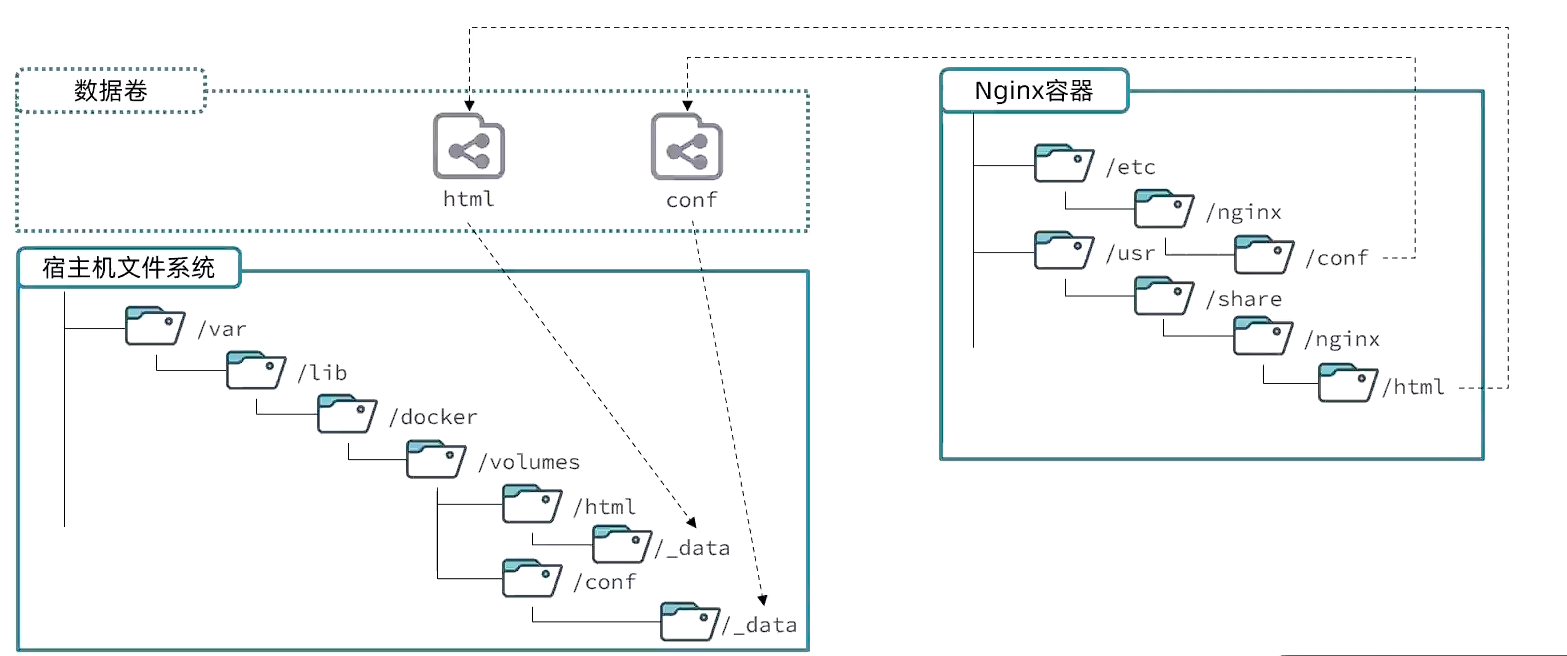 数据卷
html
conf
宿主机文件系统
/var
/lib
/docker
/volumes
/html
/_data
/conf
/_data
Nginx容器
/etc
/nginx
/conf
/usr
/share
/nginx
/html